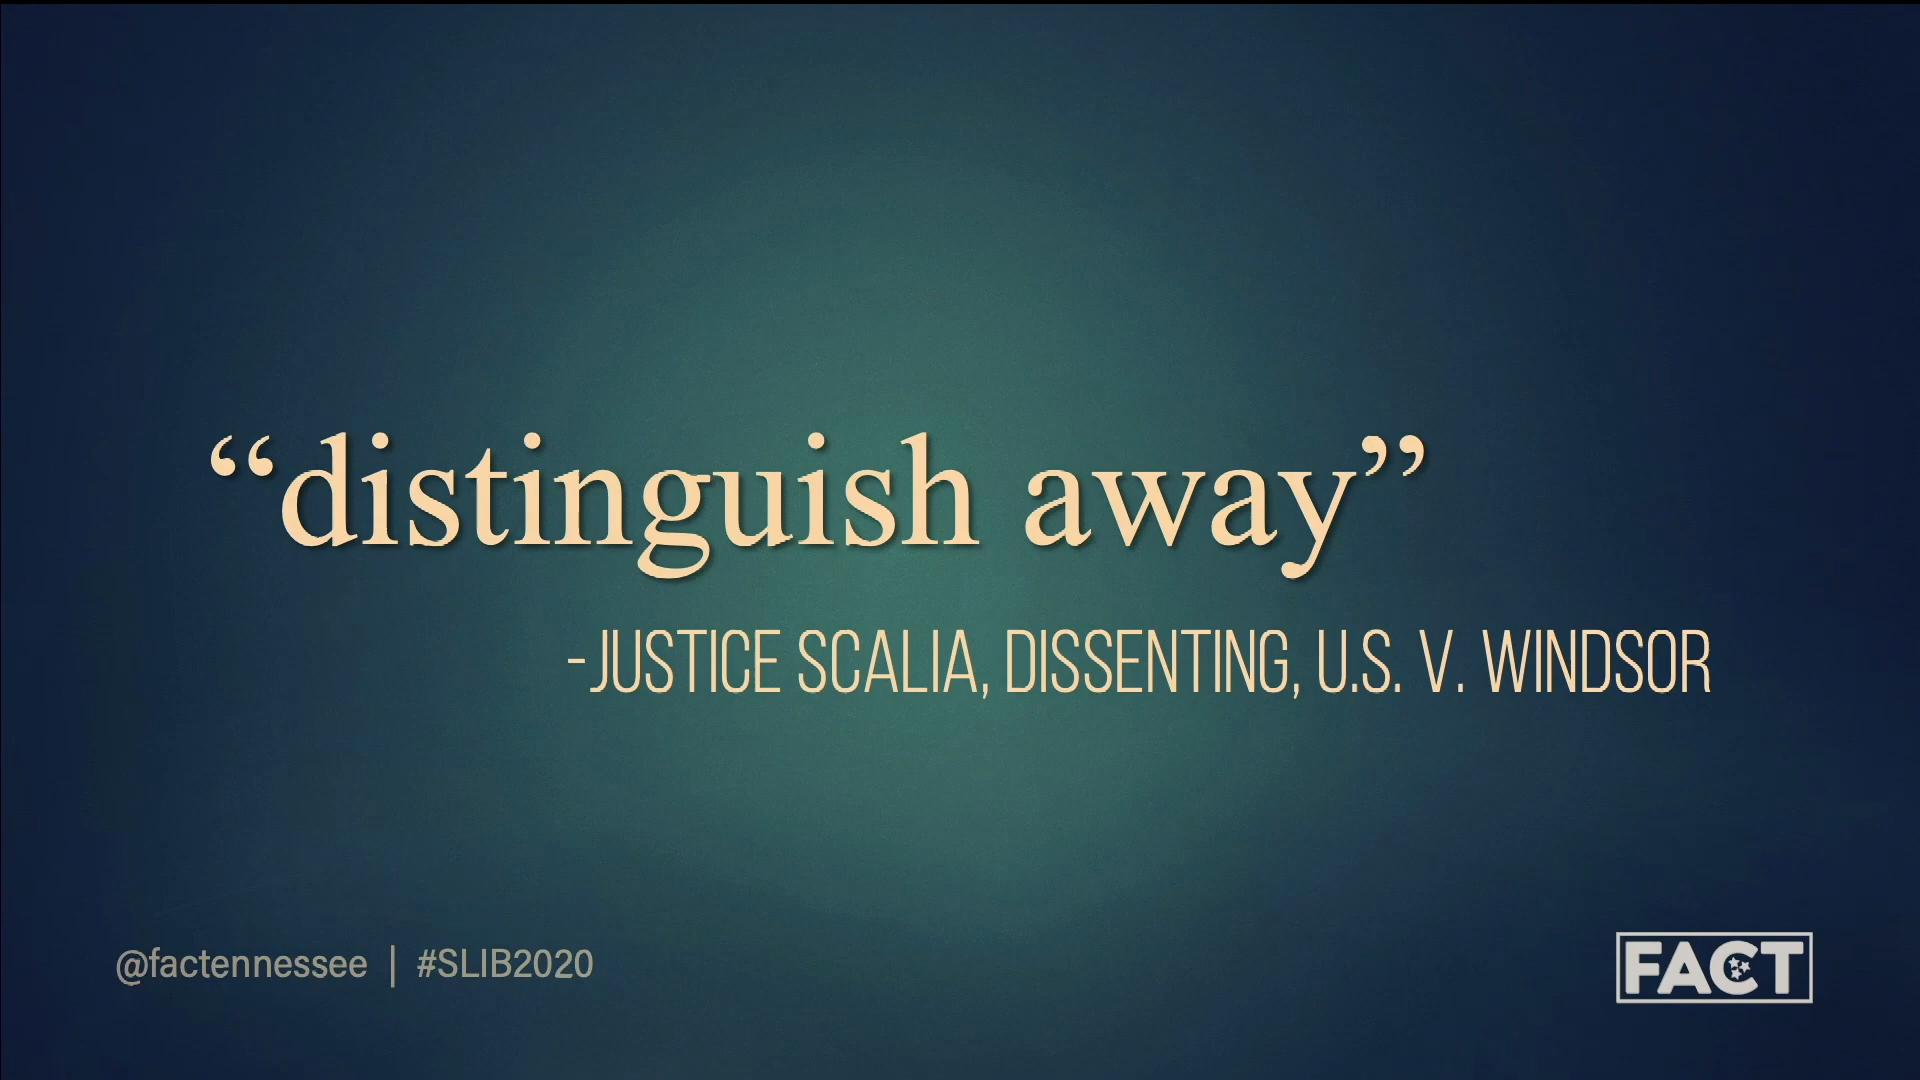 “distinguish away”
-JUSTICE SCALIA, DISSENTING, U.S. V. WINDSOR
@factennessee | #SLIB2020
FACT